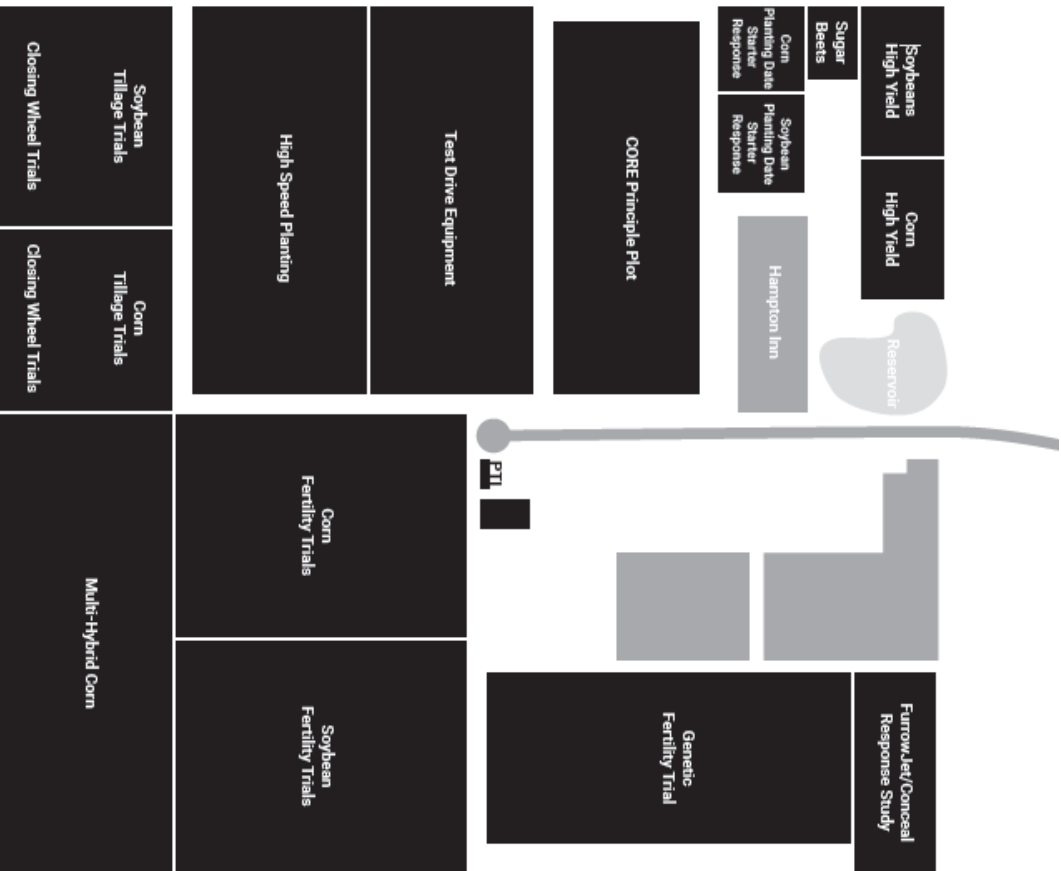 Soybeans
High Yield
Corn
High Yield
Reservoir
FurrowJet/Conceal
Response Study
Sugar
Beets
Corn
Planting Date
Starter
Response
Soybean
Planting Date
Starter
Response
Hampton Inn
Genetic
Fertility Trial
CORE Principle Plot
PTI
Test Drive Equipment
High Speed Planting
Corn
Fertility Trials
Soybean
Fertility Trials
Soybean
Tillage Trials
Closing Wheel Trials
Corn
Tillage Trials
Closing Wheel Trials
Multi-Hybrid Corn